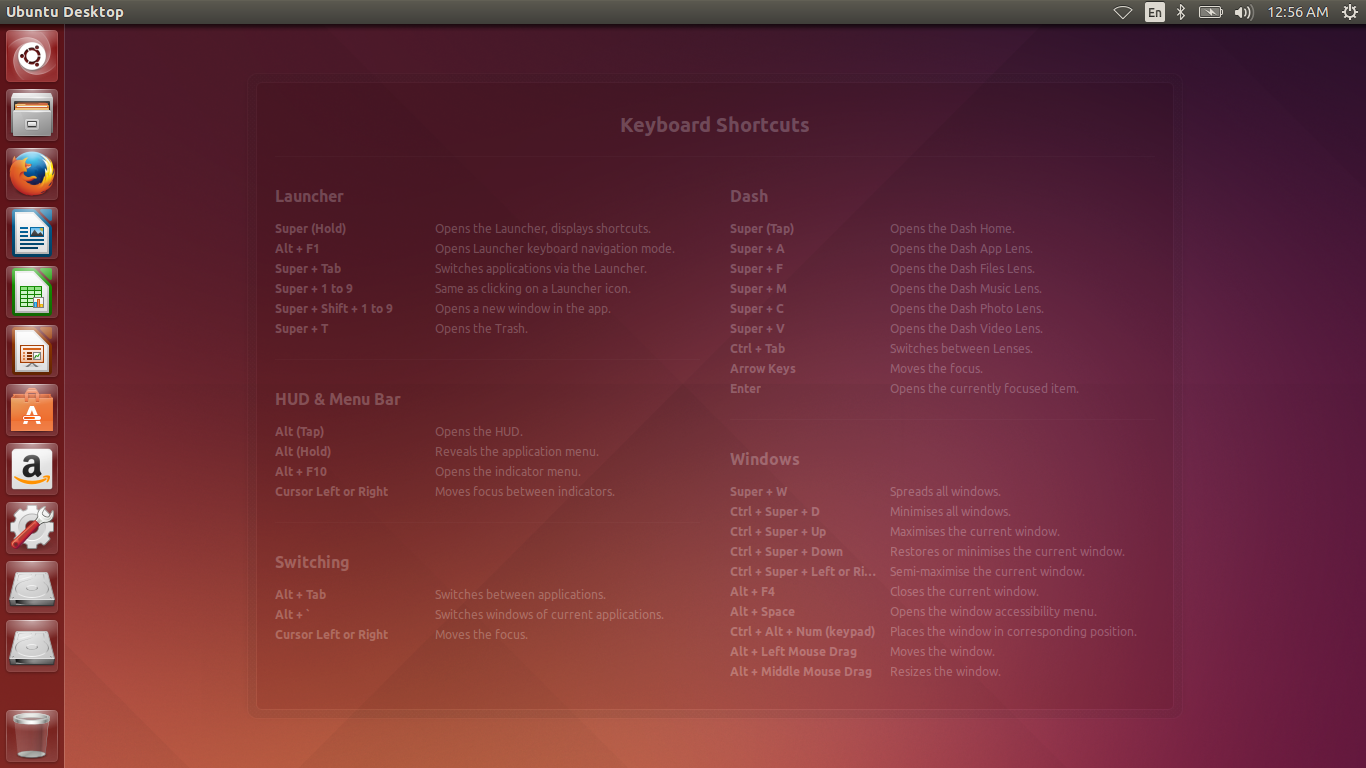 Ubuntu Desktop
En
12:56 AM
Keyboard Shortcuts
Launcher
Super (Hold) Opens the Launcher, displays shortcuts.
Alt + F1 Opens Launcher keyboard navigation mode.
Super + Tab Switches applications via the Launcher.
Super + 1 to 9 Same as clicking on a Launcher icon.
Super + Shift + 1 to 9 Opens a new window in the app.
Super + T Opens the Trash.
HUD & Menu Bar
Alt (Tap) Opens the HUD.
Alt (Hold) Reveals the application menu.
Alt + F10 Opens the indicator menu.
Cursor Left or Right Moves focus between indicators.
Switching
Alt + Tab Switches between applications.
Alt + ` Switches windows of current applications.
Cursor Left or Right Moves the focus.
Dash
Super (Tap) Opens the Dash Home.
Super + A Opens the Dash App Lens.
Super + F Opens the Dash Files Lens.
Super + M Opens the Dash Music Lens.
Super + C Opens the Dash Photo Lens.
Super + V Opens the Dash Video Lens.
Ctrl + Tab Switches between Lenses.
Arrow Keys Moves the focus.
Enter Opens the currently focused item.
Windows
Super + W Spreads all windows.
Ctrl + Super + D Minimises all windows.
Ctrl + Super + Up Maximises the current window.
Ctrl + Super + Down Restores or minimises the current window.
Ctrl + Super + Left or Ri... Semi-maximise the current window.
Alt + F4 Closes the current window.
Alt + Space Opens the window accessibility menu.
Ctrl + Alt + Num (keypad) Places the window in corresponding position.
Alt + Left Mouse Drag Moves the window.
Alt + Middle Mouse Drag Resizes the window.